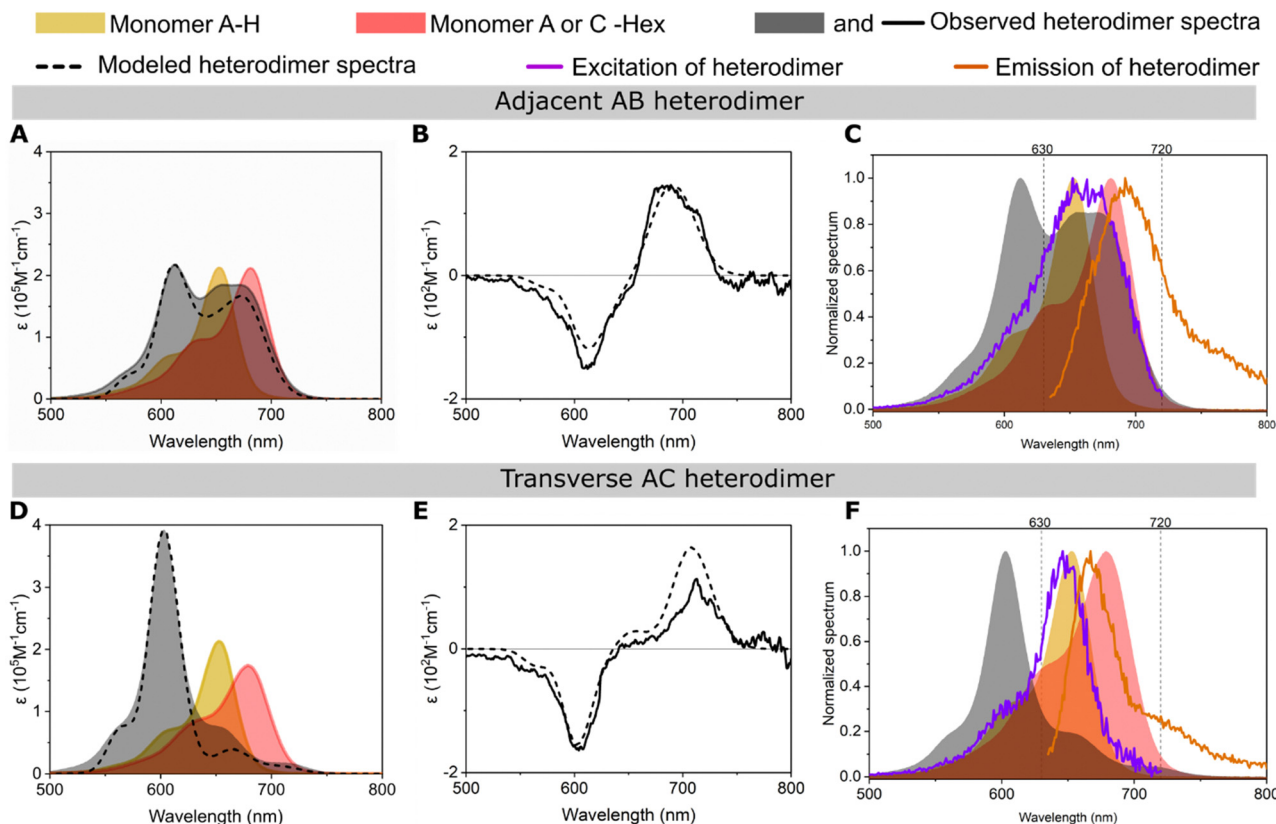 Monomer A-H
Monomer A or C -Hex
and
Observed heterodimer spectra
Modeled heterodimer spectra
Excitation of heterodimer
Emission of heterodimer
Adjacent AB heterodimer
A
4
3
2
1
0
500 600 700 800
ε (10⁵M⁻¹cm⁻¹)
Wavelength (nm)
B
2
0
-2
500 600 700 800
ε (10²M⁻¹cm⁻¹)
Wavelength (nm)
C
630 720
1.0
0.8
0.6
0.4
0.2
0.0
500 600 700 800
Normalized spectrum
Wavelength (nm)
Transverse AC heterodimer
D
4
3
2
1
0
500 600 700 800
ε (10⁵M⁻¹cm⁻¹)
Wavelength (nm)
E
2
0
-2
500 600 700 800
ε (10²M⁻¹cm⁻¹)
Wavelength (nm)
F
630 720
1.0
0.8
0.6
0.4
0.2
0.0
500 600 700 800
Normalized spectrum
Wavelength (nm)